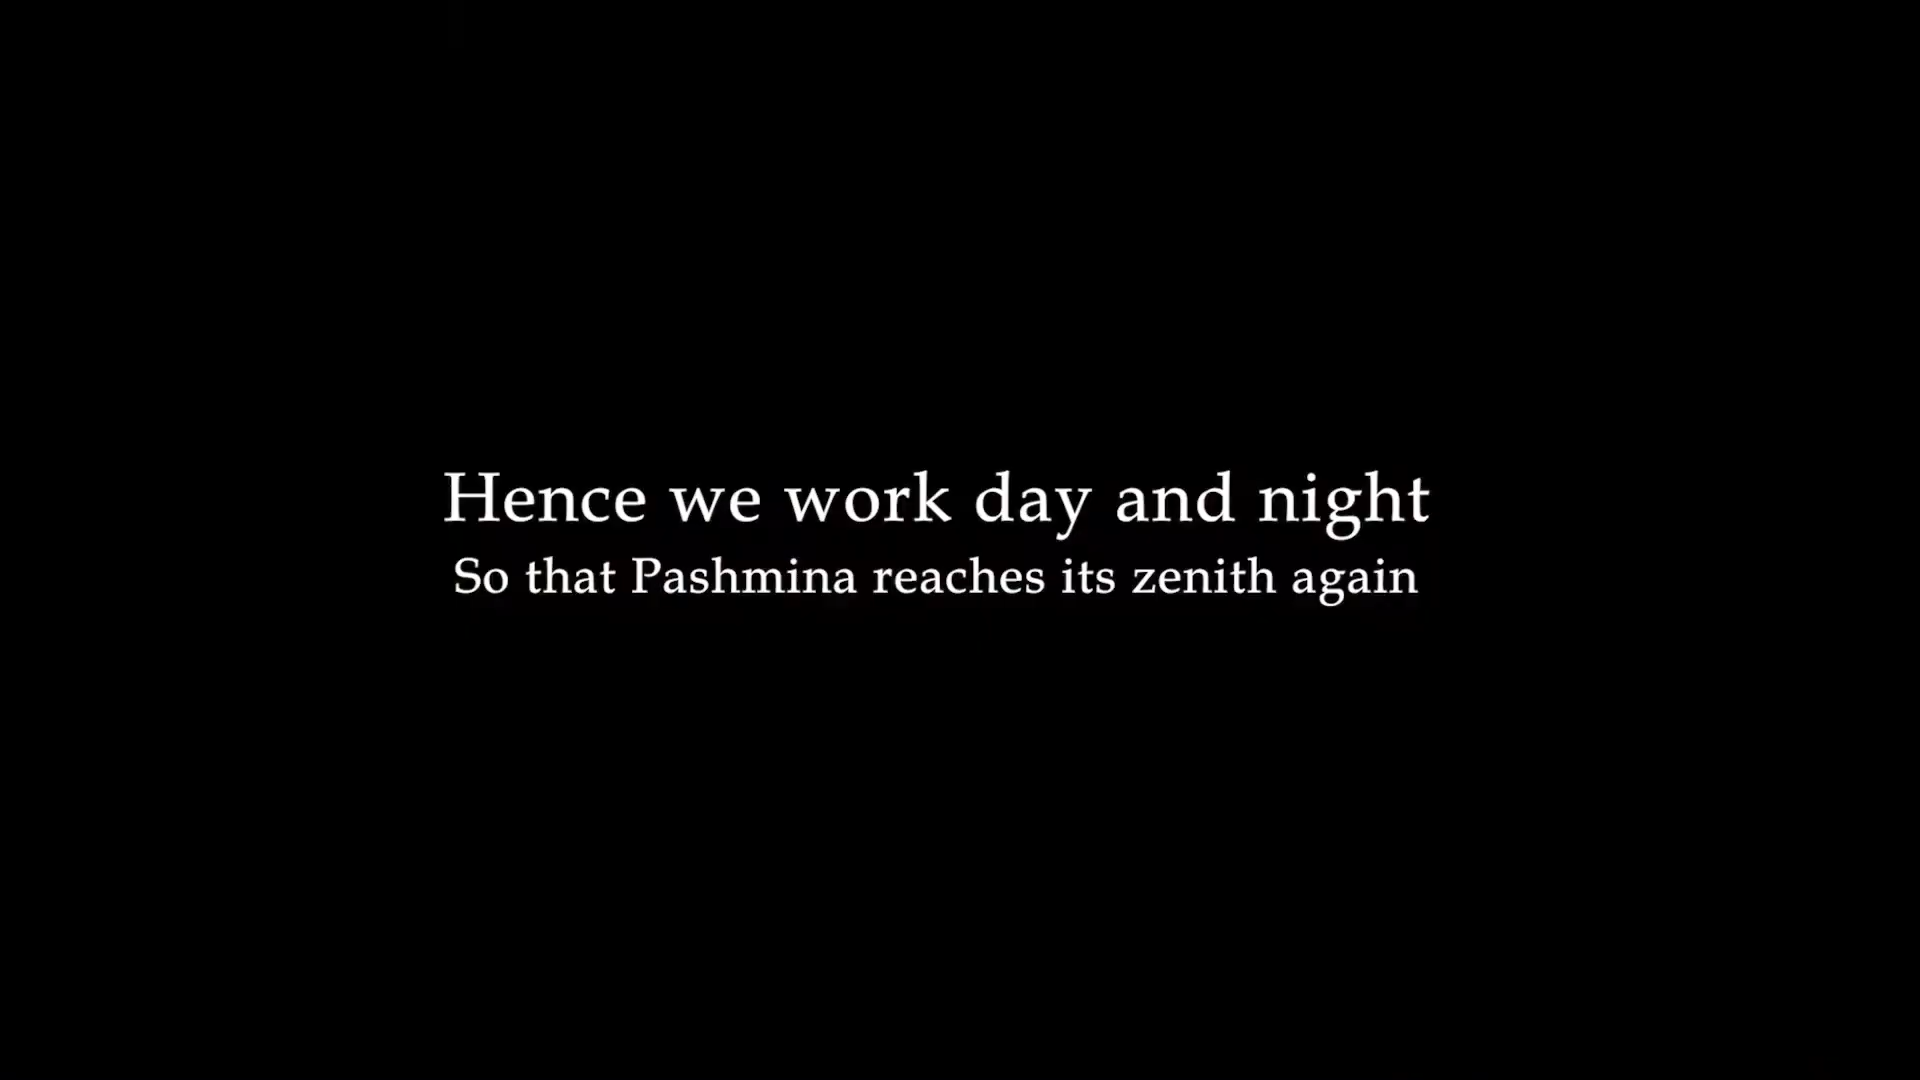 Hence we work day and night
So that Pashmina reaches its zenith again